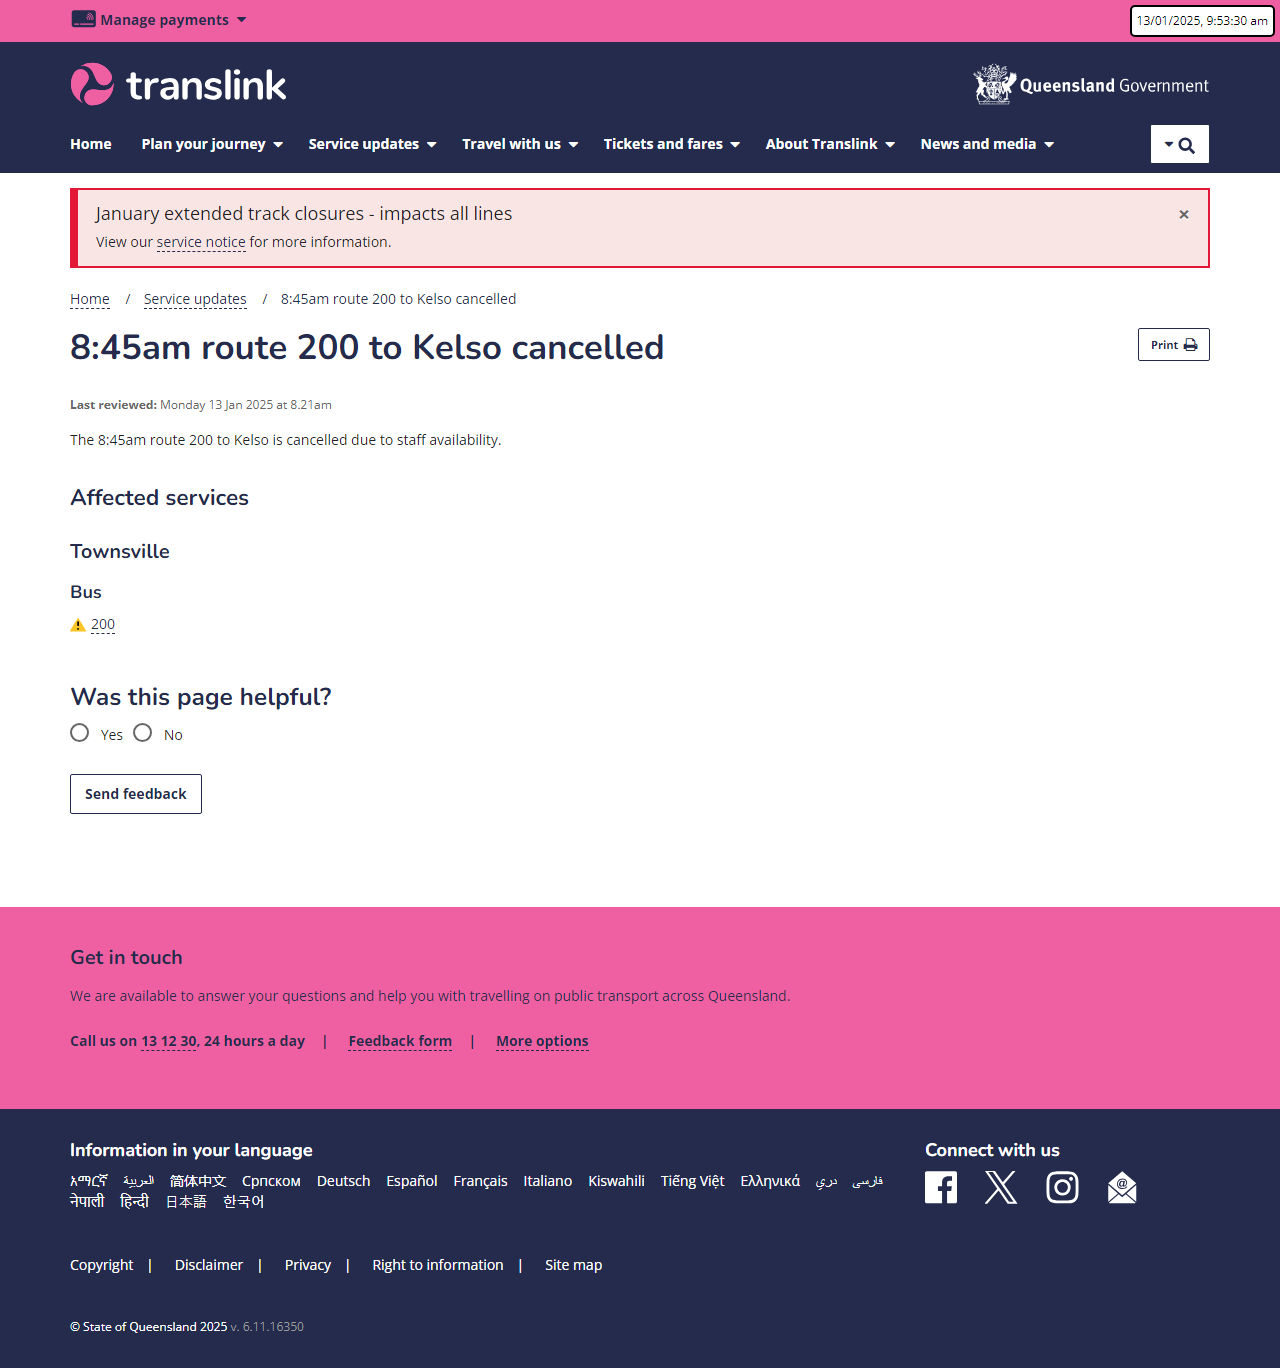 Manage payments
13/01/2025, 9:53:30 am
translink
Queensland Government
Home Plan your journey Service updates Travel with us Tickets and fares About Translink News and media
January extended track closures - impacts all lines
×
View our service notice for more information.
Home / Service updates / 8:45am route 200 to Kelso cancelled
8:45am route 200 to Kelso cancelled
Print
Last reviewed: Monday 13 Jan 2025 at 8.21am
The 8:45am route 200 to Kelso is cancelled due to staff availability.
Affected services
Townsville
Bus
200
Was this page helpful?
Yes No
Send feedback
Get in touch
We are available to answer your questions and help you with travelling on public transport across Queensland.
Call us on 13 12 30, 24 hours a day | Feedback form | More options
Information in your language
አማርኛ العربية 简体中文 Српском Deutsch Español Français Italiano Kiswahili Tiếng Việt Ελληνικά دري فارسی
नेपाली हिन्दी 日本語 한국어
Connect with us
Copyright | Disclaimer | Privacy | Right to information | Site map
© State of Queensland 2025 v. 6.11.16350